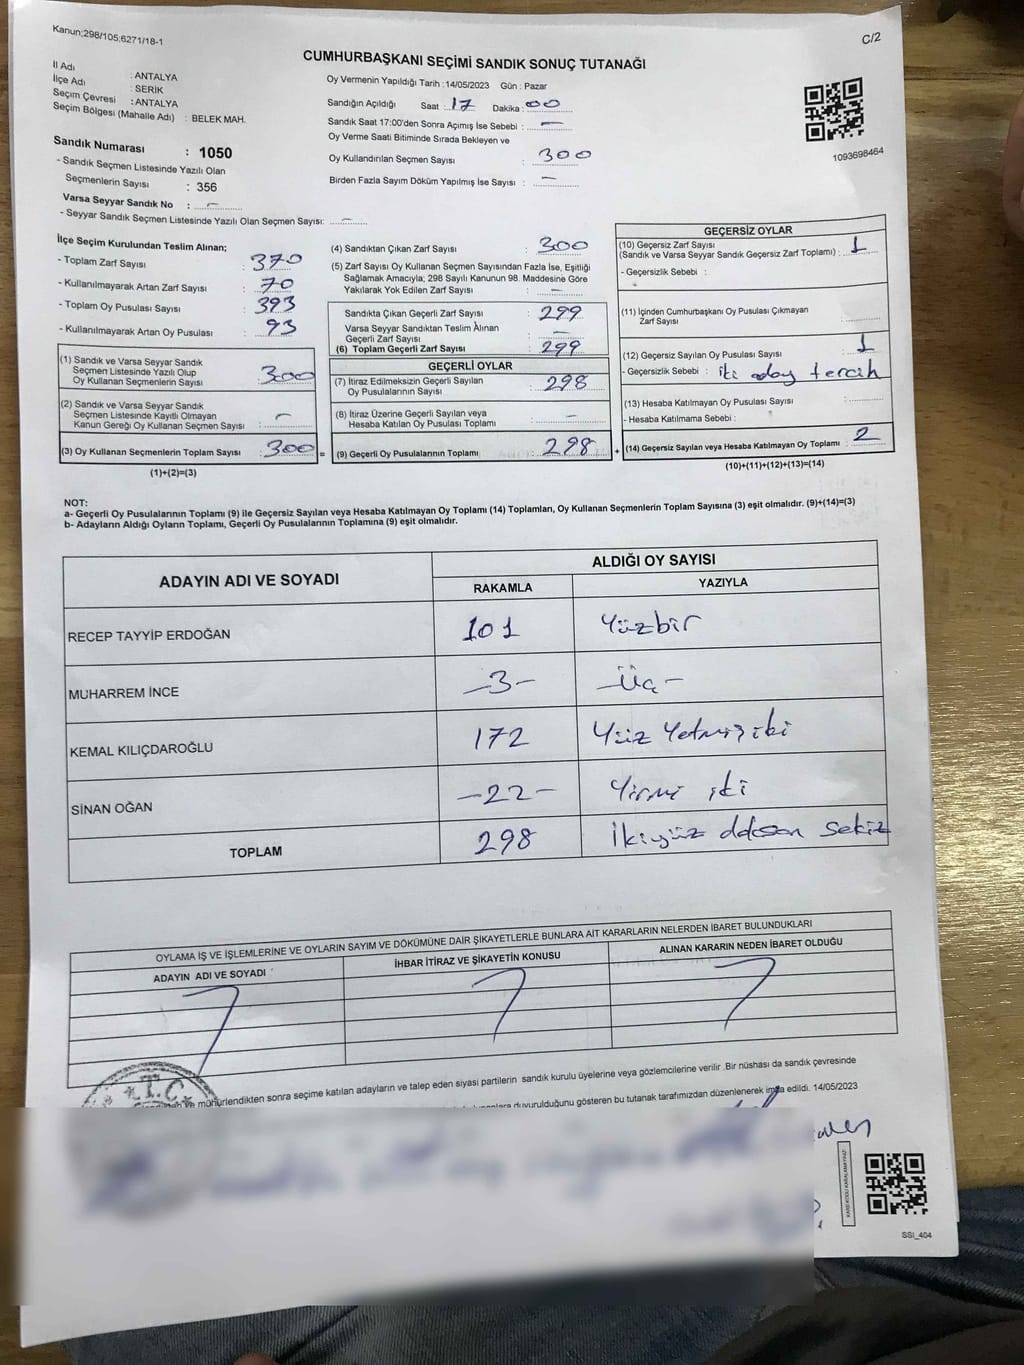 Kanun;298/105;6271/18-1
C/2
CUMHURBAŞKANI SEÇİMİ SANDIK SONUÇ TUTANAĞI
İl Adı : ANTALYA
İlçe Adı : SERİK
Seçim Çevresi : ANTALYA
Seçim Bölgesi (Mahalle Adı) : BELEK MAH.
Oy Vermenin Yapıldığı Tarih :14/05/2023 Gün : Pazar
Sandığın Açıldığı Saat : 17 Dakika : 00
Sandık Saat 17:00'den Sonra Açımış İse Sebebi : —
Oy Verme Saati Bitiminde Sırada Bekleyen ve
Oy Kullandırılan Seçmen Sayısı : 300
Birden Fazla Sayım Döküm Yapılmış İse Sayısı : —
1093698464
Sandık Numarası : 1050
- Sandık Seçmen Listesinde Yazılı Olan
Seçmenlerin Sayısı : 356
Varsa Seyyar Sandık No : —
- Seyyar Sandık Seçmen Listesinde Yazılı Olan Seçmen Sayısı: —
İlçe Seçim Kurulundan Teslim Alınan;
- Toplam Zarf Sayısı : 370
- Kullanılmayarak Artan Zarf Sayısı : 70
- Toplam Oy Pusulası Sayısı : 393
- Kullanılmayarak Artan Oy Pusulası : 93
(1) Sandık ve Varsa Seyyar Sandık
Seçmen Listesinde Yazılı Olup
Oy Kullanan Seçmenlerin Sayısı : 300
(2) Sandık ve Varsa Seyyar Sandık
Seçmen Listesinde Kayıtlı Olmayan
Kanun Gereği Oy Kullanan Seçmen Sayısı : —
(3) Oy Kullanan Seçmenlerin Toplam Sayısı : 300 =
(1)+(2)=(3)
(4) Sandıktan Çıkan Zarf Sayısı : 300
(5) Zarf Sayısı Oy Kullanan Seçmen Sayısından Fazla İse, Eşitliği
Sağlamak Amacıyla; 298 Sayılı Kanunun 98. Maddesine Göre
Yakılarak Yok Edilen Zarf Sayısı : —
Sandıkta Çıkan Geçerli Zarf Sayısı : 299
Varsa Seyyar Sandıktan Teslim Alınan
Geçerli Zarf Sayısı : —
(6) Toplam Geçerli Zarf Sayısı : 299
GEÇERLİ OYLAR
(7) İtiraz Edilmeksizin Geçerli Sayılan
Oy Pusulalarının Sayısı : 298
(8) İtiraz Üzerine Geçerli Sayılan veya
Hesaba Katılan Oy Pusulası Toplamı : —
(9) Geçerli Oy Pusulalarının Toplamı : 298 +
GEÇERSİZ OYLAR
(10) Geçersiz Zarf Sayısı
(Sandık ve Varsa Seyyar Sandık Geçersiz Zarf Toplamı) : 1
- Geçersizlik Sebebi :
(11) İçinden Cumhurbaşkanı Oy Pusulası Çıkmayan
Zarf Sayısı :
(12) Geçersiz Sayılan Oy Pusulası Sayısı : 1
- Geçersizlik Sebebi : iki aday tercih
(13) Hesaba Katılmayan Oy Pusulası Sayısı :
- Hesaba Katılmama Sebebi :
(14) Geçersiz Sayılan veya Hesaba Katılmayan Oy Toplamı : 2
(10)+(11)+(12)+(13)=(14)
NOT:
a- Geçerli Oy Pusulalarının Toplamı (9) ile Geçersiz Sayılan veya Hesaba Katılmayan Oy Toplamı (14) Toplamları, Oy Kullanan Seçmenlerin Toplam Sayısına (3) eşit olmalıdır. (9)+(14)=(3)
b- Adayların Aldığı Oyların Toplamı, Geçerli Oy Pusulalarının Toplamına (9) eşit olmalıdır.
ADAYIN ADI VE SOYADI
ALDIĞI OY SAYISI
RAKAMLA YAZIYLA
RECEP TAYYİP ERDOĞAN 101 Yüzbir
MUHARREM İNCE -3- -Üç-
KEMAL KILIÇDAROĞLU 172 Yüz Yetmiş iki
SİNAN OĞAN -22- Yirmi iki
TOPLAM 298 İkiyüz doksan sekiz
OYLAMA İŞ VE İŞLEMLERİNE VE OYLARIN SAYIM VE DÖKÜMÜNE DAİR ŞİKAYETLERLE BUNLARA AİT KARARLARIN NELERDEN İBARET BULUNDUKLARI
ADAYIN ADI VE SOYADI İHBAR İTİRAZ VE ŞİKAYETİN KONUSU ALINAN KARARIN NEDEN İBARET OLDUĞU
T.C.
mühürlendikten sonra seçime katılan adayların ve talep eden siyasi partilerin sandık kurulu üyelerine veya gözlemcilerine verilir .Bir nüshası da sandık çevresinde
duyurulduğunu gösteren bu tutanak tarafımızdan düzenlenerek imza edildi. 14/05/2023
SSI_404